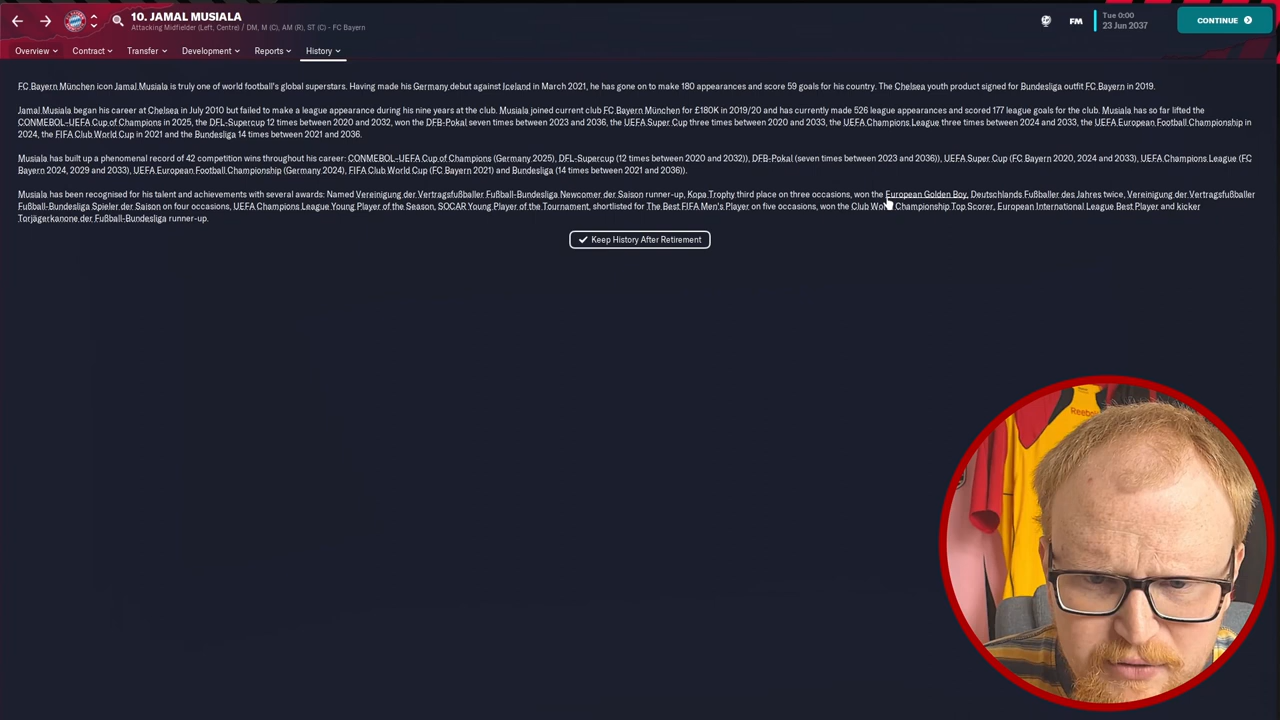 10. JAMAL MUSIALA
Attacking Midfielder (Left, Centre) / DM, M (C), AM (R), ST (C) - FC Bayern
FM
Tue 0:00
23 Jun 2037
CONTINUE
Overview
Contract
Transfer
Development
Reports
History
FC Bayern München icon Jamal Musiala is truly one of world football's global superstars. Having made his Germany debut against Iceland in March 2021, he has gone on to make 180 appearances and score 59 goals for his country. The Chelsea youth product signed for Bundesliga outfit FC Bayern in 2019.
Jamal Musiala began his career at Chelsea in July 2010 but failed to make a league appearance during his nine years at the club. Musiala joined current club FC Bayern München for £180K in 2019/20 and has currently made 526 league appearances and scored 177 league goals for the club. Musiala has so far lifted the
CONMEBOL-UEFA Cup of Champions in 2025, the DFL-Supercup 12 times between 2020 and 2032, won the DFB-Pokal seven times between 2023 and 2036, the UEFA Super Cup three times between 2020 and 2033, the UEFA Champions League three times between 2024 and 2033, the UEFA European Football Championship in
2024, the FIFA Club World Cup in 2021 and the Bundesliga 14 times between 2021 and 2036.
Musiala has built up a phenomenal record of 42 competition wins throughout his career: CONMEBOL-UEFA Cup of Champions (Germany 2025), DFL-Supercup (12 times between 2020 and 2032)), DFB-Pokal (seven times between 2023 and 2036)), UEFA Super Cup (FC Bayern 2020, 2024 and 2033), UEFA Champions League (FC
Bayern 2024, 2029 and 2033), UEFA European Football Championship (Germany 2024), FIFA Club World Cup (FC Bayern 2021) and Bundesliga (14 times between 2021 and 2036)).
Musiala has been recognised for his talent and achievements with several awards: Named Vereinigung der Vertragsfußballer Fußball-Bundesliga Newcomer der Saison runner-up, Kopa Trophy third place on three occasions, won the European Golden Boy, Deutschlands Fußballer des Jahres twice, Vereinigung der Vertragsfußballer
Fußball-Bundesliga Spieler der Saison on four occasions, UEFA Champions League Young Player of the Season, SOCAR Young Player of the Tournament, shortlisted for The Best FIFA Men's Player on five occasions, won the Club World Championship Top Scorer, European International League Best Player and kicker
Torjägerkanone der Fußball-Bundesliga runner-up.
Keep History After Retirement
Reebok